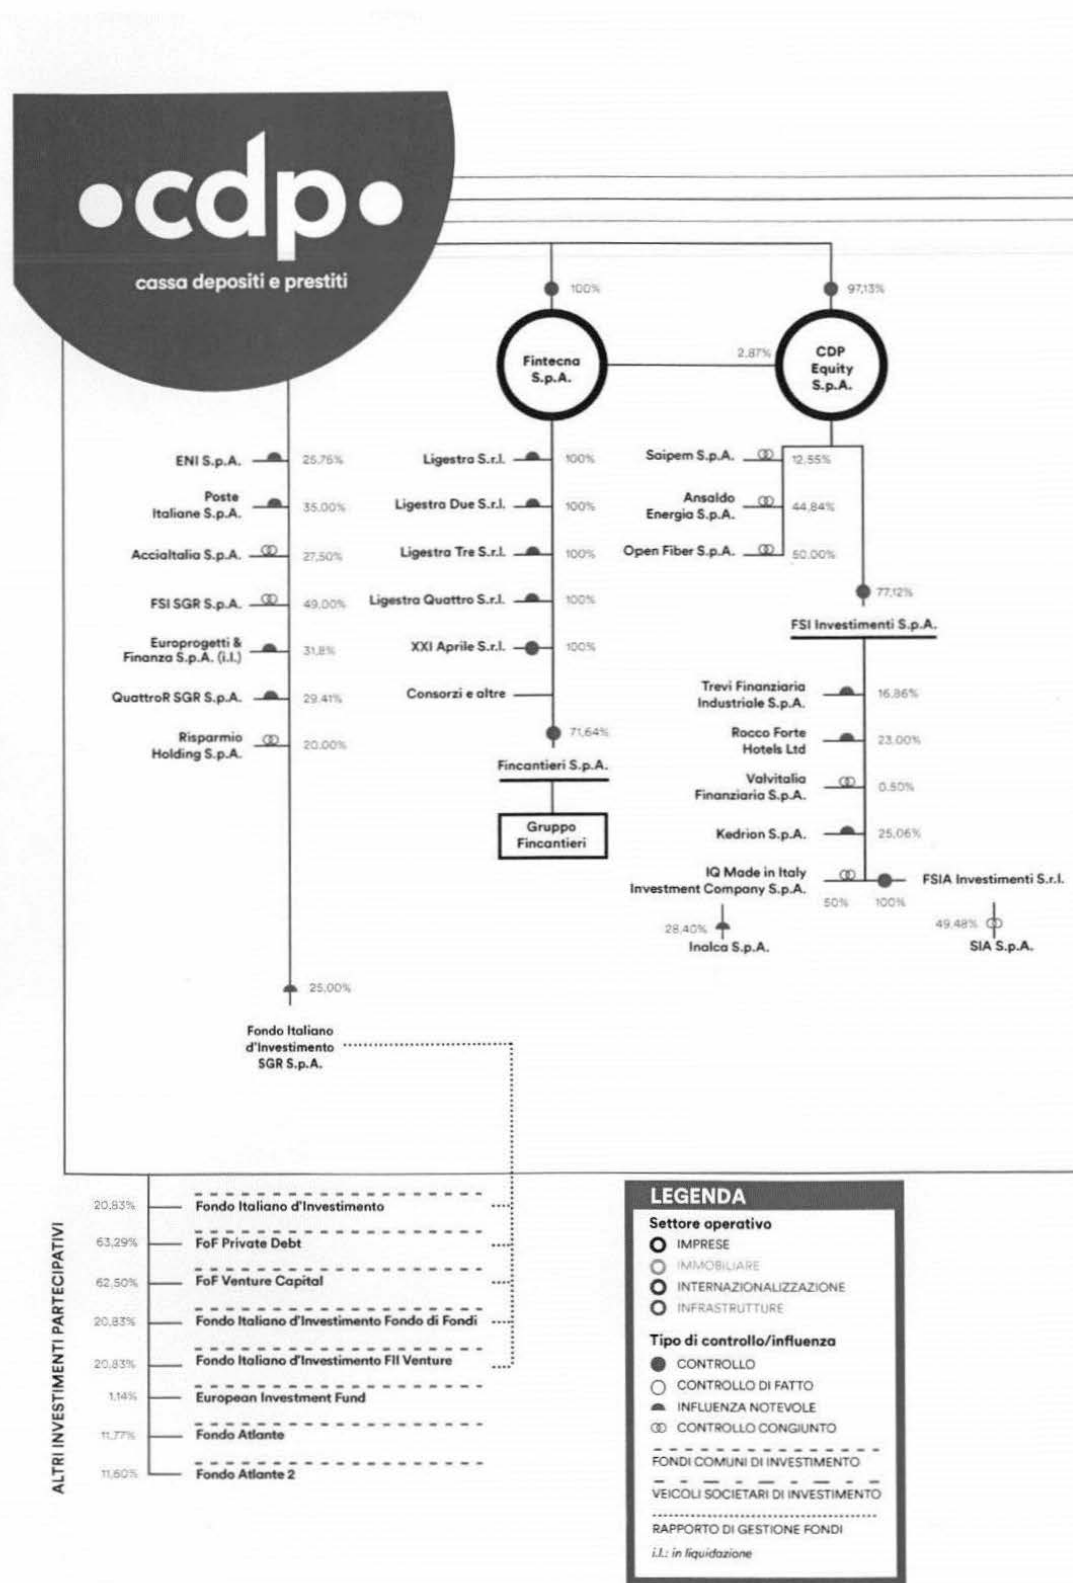 •cdp•
cassa depositi e prestiti
100%
97,13%
Fintecna
S.p.A.
2,87%
CDP
Equity
S.p.A.
ENI S.p.A.
25,76%
Poste
Italiane S.p.A.
35,00%
AcciaItalia S.p.A.
27,50%
FSI SGR S.p.A.
49,00%
Europrogetti &
Finanza S.p.A. (i.l.)
31,8%
QuattroR SGR S.p.A.
29,41%
Risparmio
Holding S.p.A.
20,00%
25,00%
Fondo Italiano
d'Investimento
SGR S.p.A.
Ligestra S.r.l.
100%
Ligestra Due S.r.l.
100%
Ligestra Tre S.r.l.
100%
Ligestra Quattro S.r.l.
100%
XXI Aprile S.r.l.
100%
Consorzi e altre
71,64%
Fincantieri S.p.A.
Gruppo
Fincantieri
Saipem S.p.A.
12,55%
Ansaldo
Energia S.p.A.
44,84%
Open Fiber S.p.A.
50,00%
77,12%
FSI Investimenti S.p.A.
Trevi Finanziaria
Industriale S.p.A.
16,86%
Rocco Forte
Hotels Ltd
23,00%
Valvitalia
Finanziaria S.p.A.
0,50%
Kedrion S.p.A.
25,06%
IQ Made in Italy
Investment Company S.p.A.
50%
100%
FSIA Investimenti S.r.l.
28,40%
Inalca S.p.A.
49,48%
SIA S.p.A.
ALTRI INVESTIMENTI PARTECIPATIVI
20,83%
Fondo Italiano d'Investimento
63,29%
FoF Private Debt
62,50%
FoF Venture Capital
20,83%
Fondo Italiano d'Investimento Fondo di Fondi
20,83%
Fondo Italiano d'Investimento FII Venture
1,14%
European Investment Fund
11,77%
Fondo Atlante
11,60%
Fondo Atlante 2
LEGENDA
Settore operativo
IMPRESE
IMMOBILIARE
INTERNAZIONALIZZAZIONE
INFRASTRUTTURE
Tipo di controllo/influenza
CONTROLLO
CONTROLLO DI FATTO
INFLUENZA NOTEVOLE
CONTROLLO CONGIUNTO
FONDI COMUNI DI INVESTIMENTO
VEICOLI SOCIETARI DI INVESTIMENTO
RAPPORTO DI GESTIONE FONDI
i.l.: in liquidazione